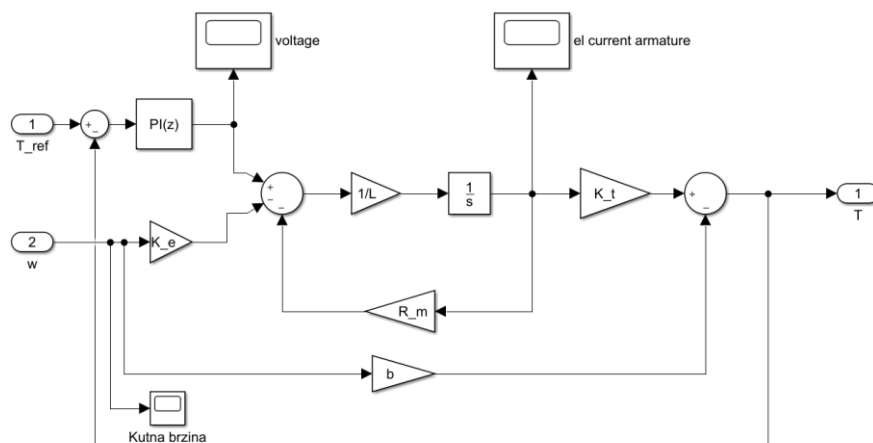 voltage
el current armature
1
T_ref
+
-
PI(z)
+
-
-
1/L
1
s
K_t
+
-
1
T
2
w
K_e
R_m
b
Kutna brzina